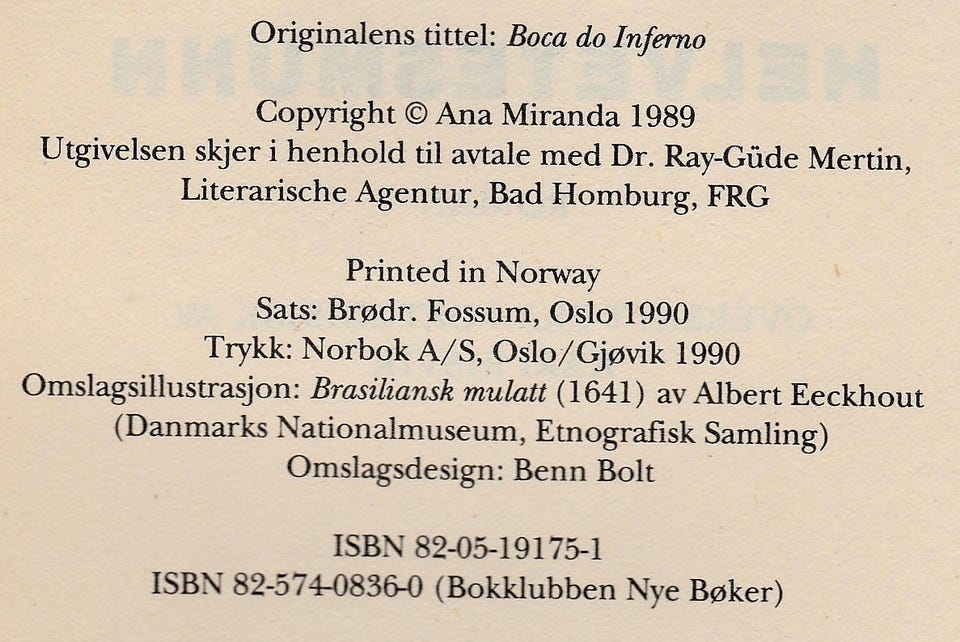 Originalens tittel: Boca do Inferno
Copyright © Ana Miranda 1989
Utgivelsen skjer i henhold til avtale med Dr. Ray-Güde Mertin,
Literarische Agentur, Bad Homburg, FRG
Printed in Norway
Sats: Brødr. Fossum, Oslo 1990
Trykk: Norbok A/S, Oslo/Gjøvik 1990
Omslagsillustrasjon: Brasiliansk mulatt (1641) av Albert Eeckhout
(Danmarks Nationalmuseum, Etnografisk Samling)
Omslagsdesign: Benn Bolt
ISBN 82-05-19175-1
ISBN 82-574-0836-0 (Bokklubben Nye Bøker)